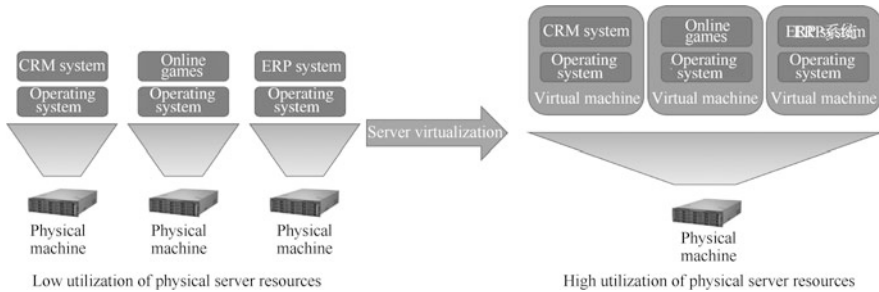 CRM system
Online
games
ERP system
Operating
system
Operating
system
Operating
system
Physical
machine
Physical
machine
Physical
machine
Low utilization of physical server resources
Server virtualization
CRM system
Operating
system
Virtual machine
Online
games
Operating
system
Virtual machine
ERP system
Operating
system
Virtual machine
Physical
machine
High utilization of physical server resources